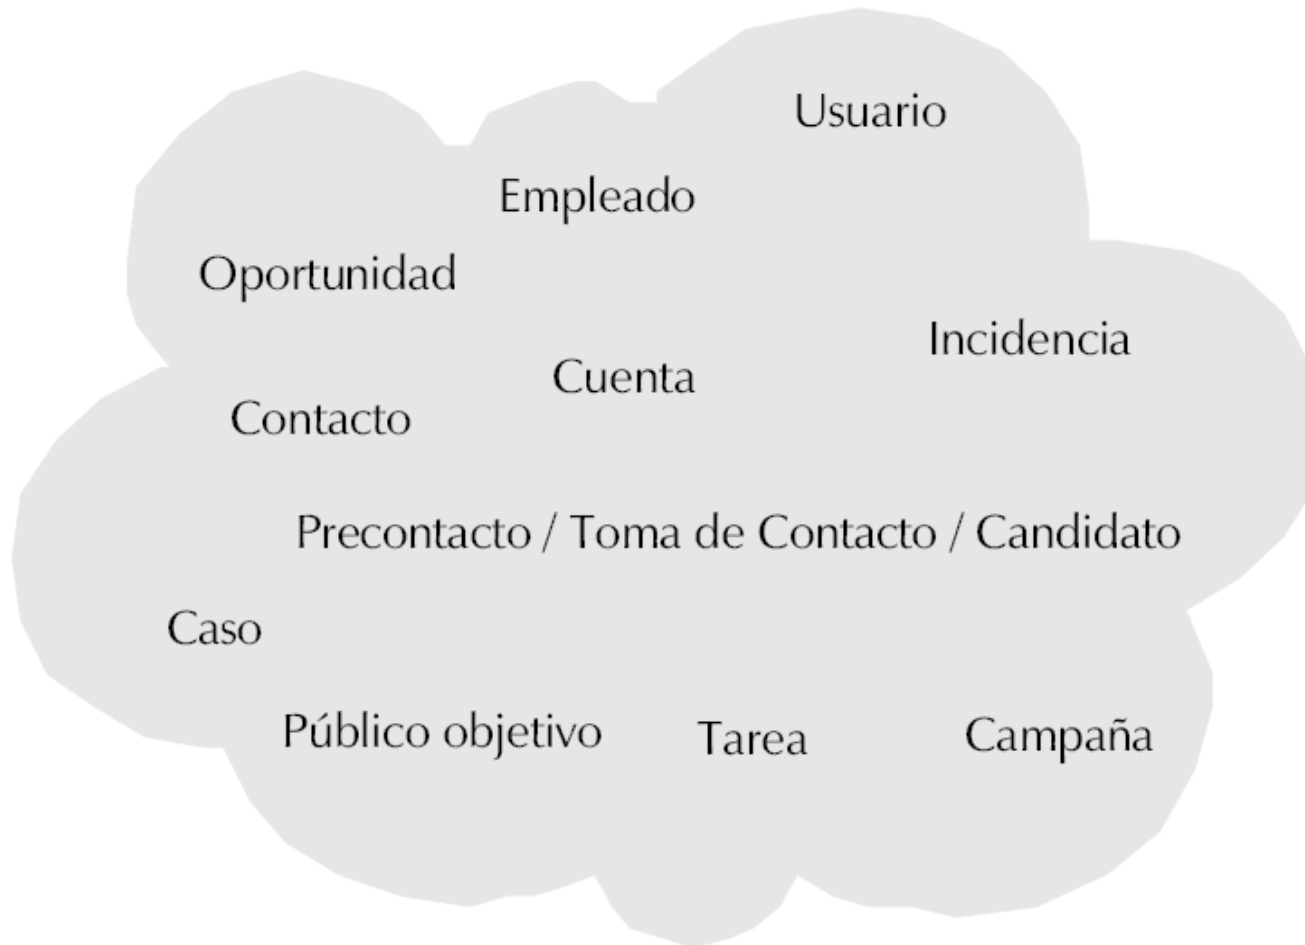 Usuario
Empleado
Oportunidad
Incidencia
Cuenta
Contacto
Precontacto / Toma de Contacto / Candidato
Caso
Público objetivo
Tarea
Campaña